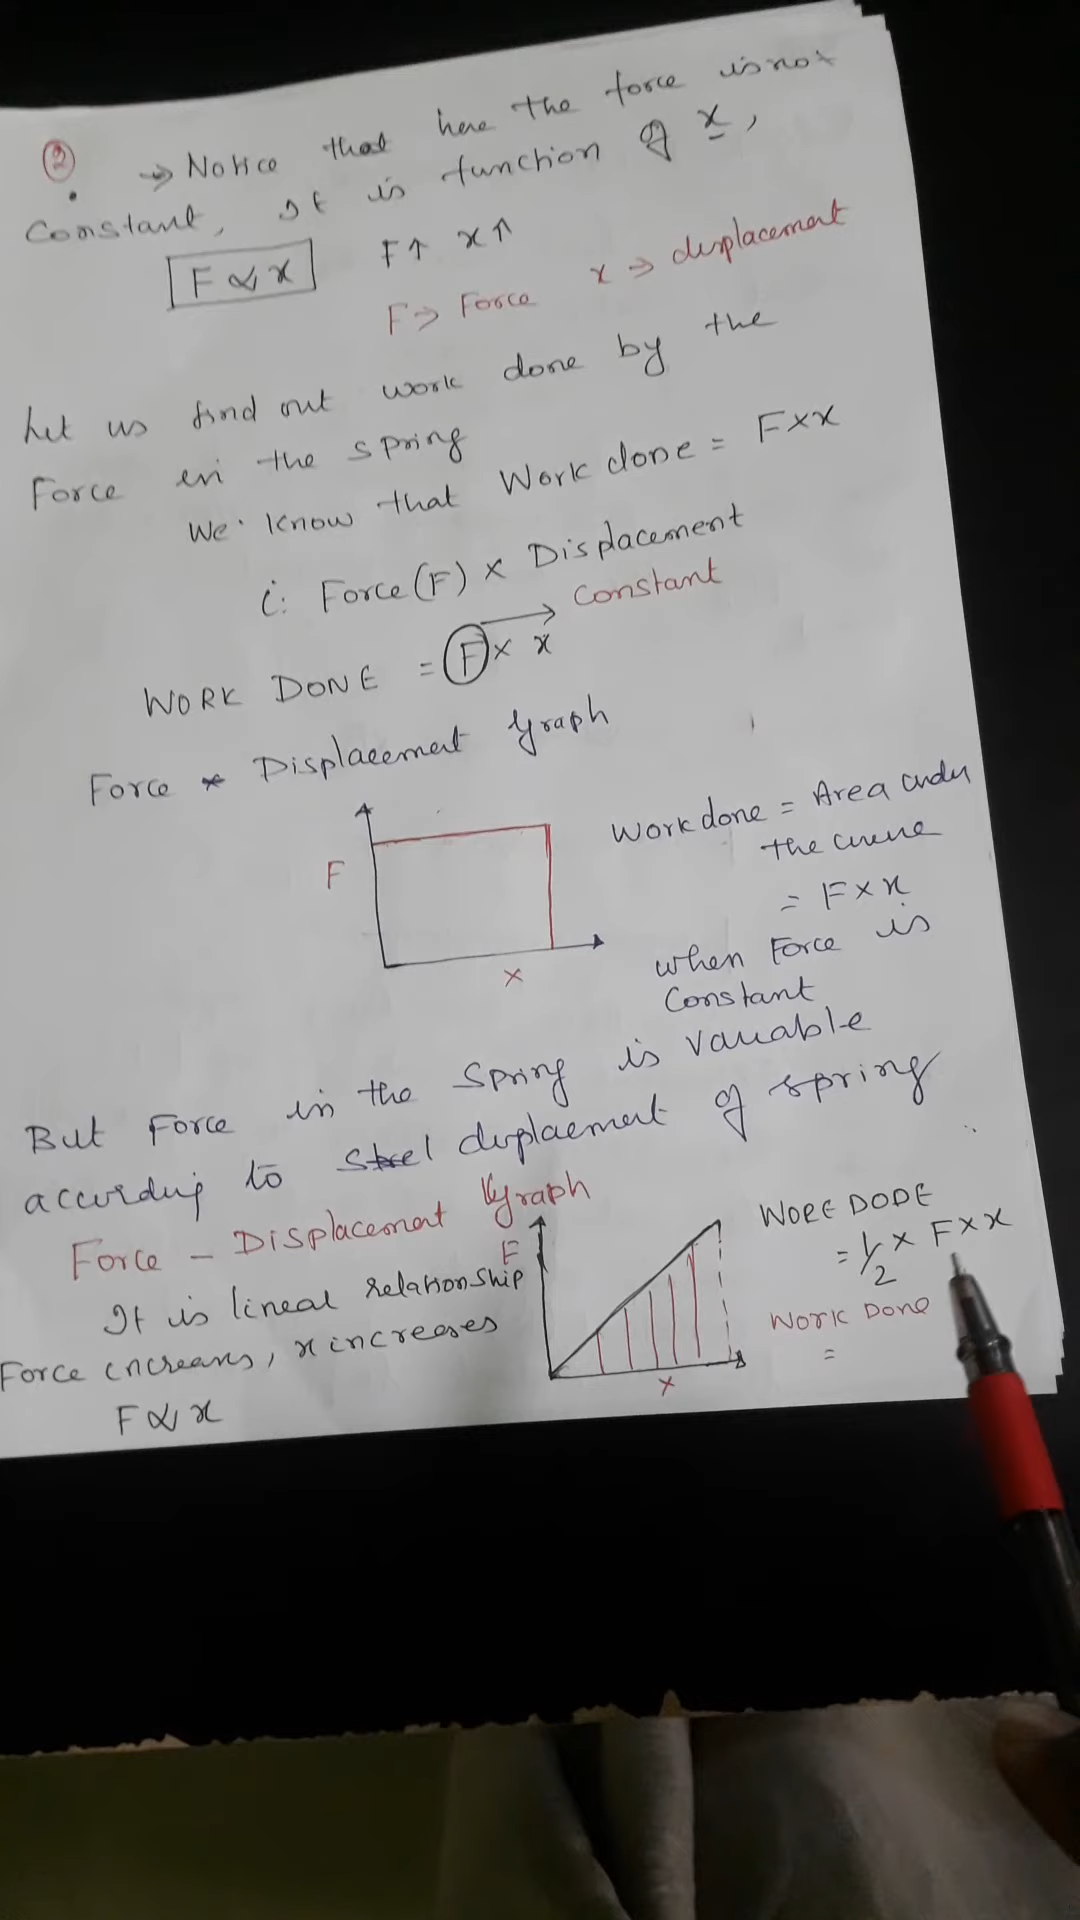 ②
→ Notice that here the force is not
constant, It is function of x,
F ∝ x F↑ x↑
F → Force x → displacement
Let us find out work done by the
Force in the spring
We know that Work done = F×x
i: Force (F) × Displacement
constant
WORK DONE = F × x
Force * Displacement Graph
F
X
Work done = Area under
the curve
= F×x
when Force is
Constant
But Force in the spring is variable
according to displacement of spring
Force - Displacement Graph
It is lineal relationship
Force increases, x increases
F ∝ x
F
X
WORE DODE
= 1/2 × F×x
Work Done
=